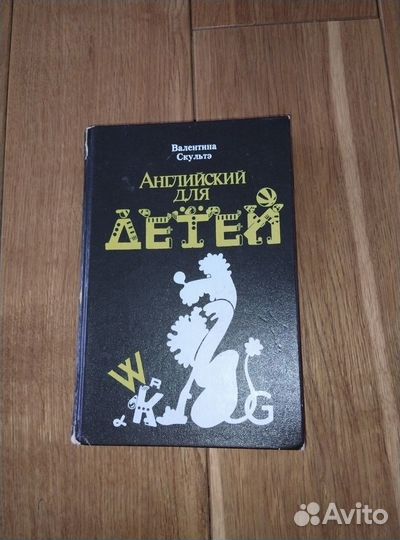 Валентина
Скультэ
Английский
для
ДЕТЕЙ
W
K
G
Avito